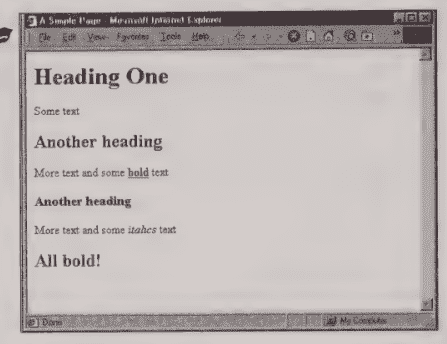 A Simple Page - Microsoft Internet Explorer
File Edit View Favorites Tools Help
Heading One
Some text
Another heading
More text and some bold text
Another heading
More text and some italics text
All bold!
Done My Computer